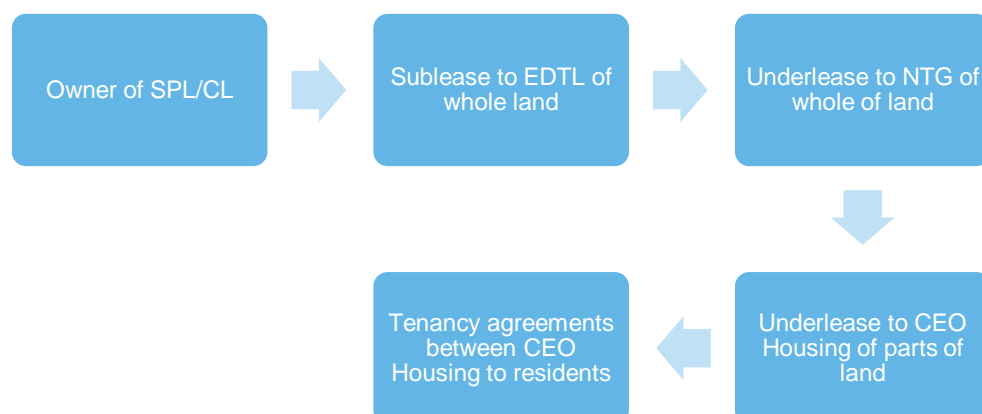 Owner of SPL/CL
Sublease to EDTL of
whole land
Underlease to NTG of
whole of land
Underlease to CEO
Housing of parts of
land
Tenancy agreements
between CEO
Housing to residents